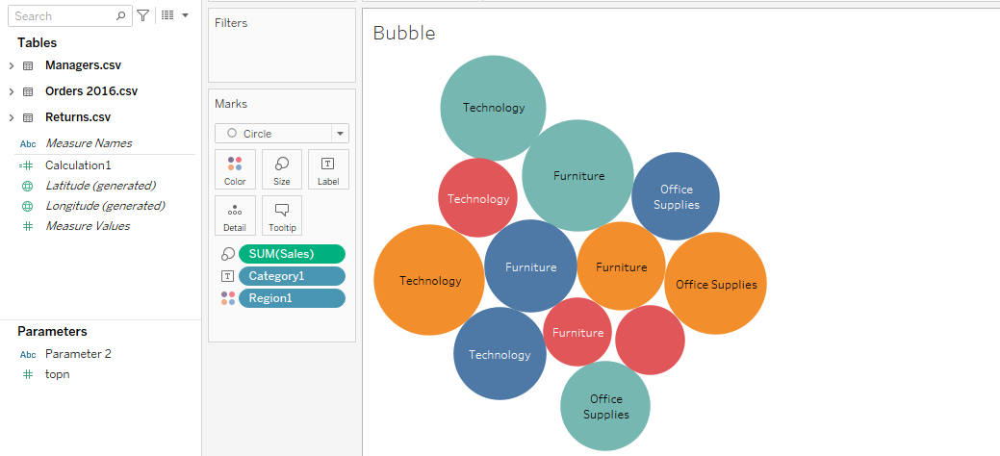 Search
Tables
Managers.csv
Orders 2016.csv
Returns.csv
Abc Measure Names
=# Calculation1
Latitude (generated)
Longitude (generated)
# Measure Values
Parameters
Abc Parameter 2
# topn
Filters
Marks
Circle
Color Size Label
Detail Tooltip
SUM(Sales)
Category1
Region1
Bubble
Technology
Furniture
Technology
Office
Supplies
Technology
Furniture
Furniture
Office Supplies
Technology
Furniture
Office
Supplies